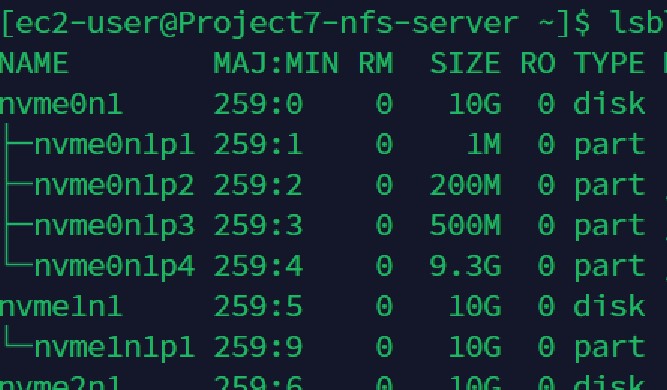 [ec2-user@Project7-nfs-server ~]$ lsb
NAME MAJ:MIN RM SIZE RO TYPE
nvme0n1 259:0 0 10G 0 disk
├─nvme0n1p1 259:1 0 1M 0 part
├─nvme0n1p2 259:2 0 200M 0 part
├─nvme0n1p3 259:3 0 500M 0 part
└─nvme0n1p4 259:4 0 9.3G 0 part
nvme1n1 259:5 0 10G 0 disk
└─nvme1n1p1 259:9 0 10G 0 part
nvme2n1 259:6 0 10G 0 disk